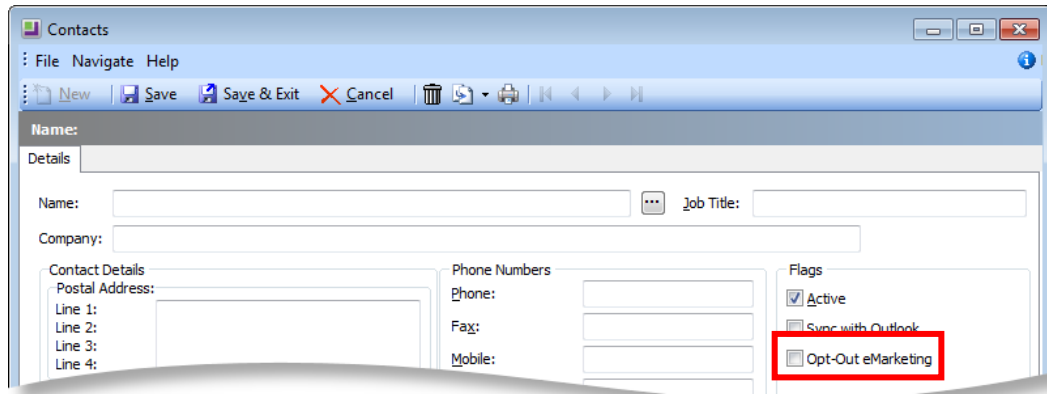 Contacts
File Navigate Help
New Save Save & Exit Cancel
Name:
Details
Name: Job Title:
Company:
Contact Details Phone Numbers Flags
Postal Address: Phone: Active
Line 1:
Line 2: Fax: Sync with Outlook
Line 3:
Line 4: Mobile: Opt-Out eMarketing